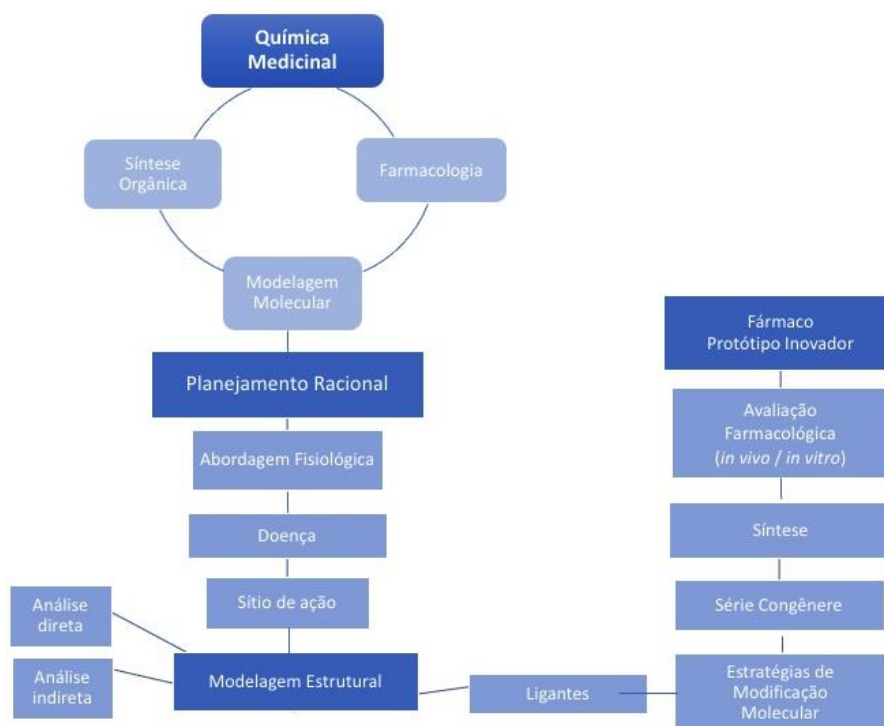 Química
Medicinal
Síntese
Orgânica
Farmacologia
Modelagem
Molecular
Planejamento Racional
Abordagem Fisiológica
Doença
Sítio de ação
Análise
direta
Análise
indireta
Modelagem Estrutural
Ligantes
Fármaco
Protótipo Inovador
Avaliação
Farmacológica
(in vivo / in vitro)
Síntese
Série Congênere
Estratégias de
Modificação
Molecular